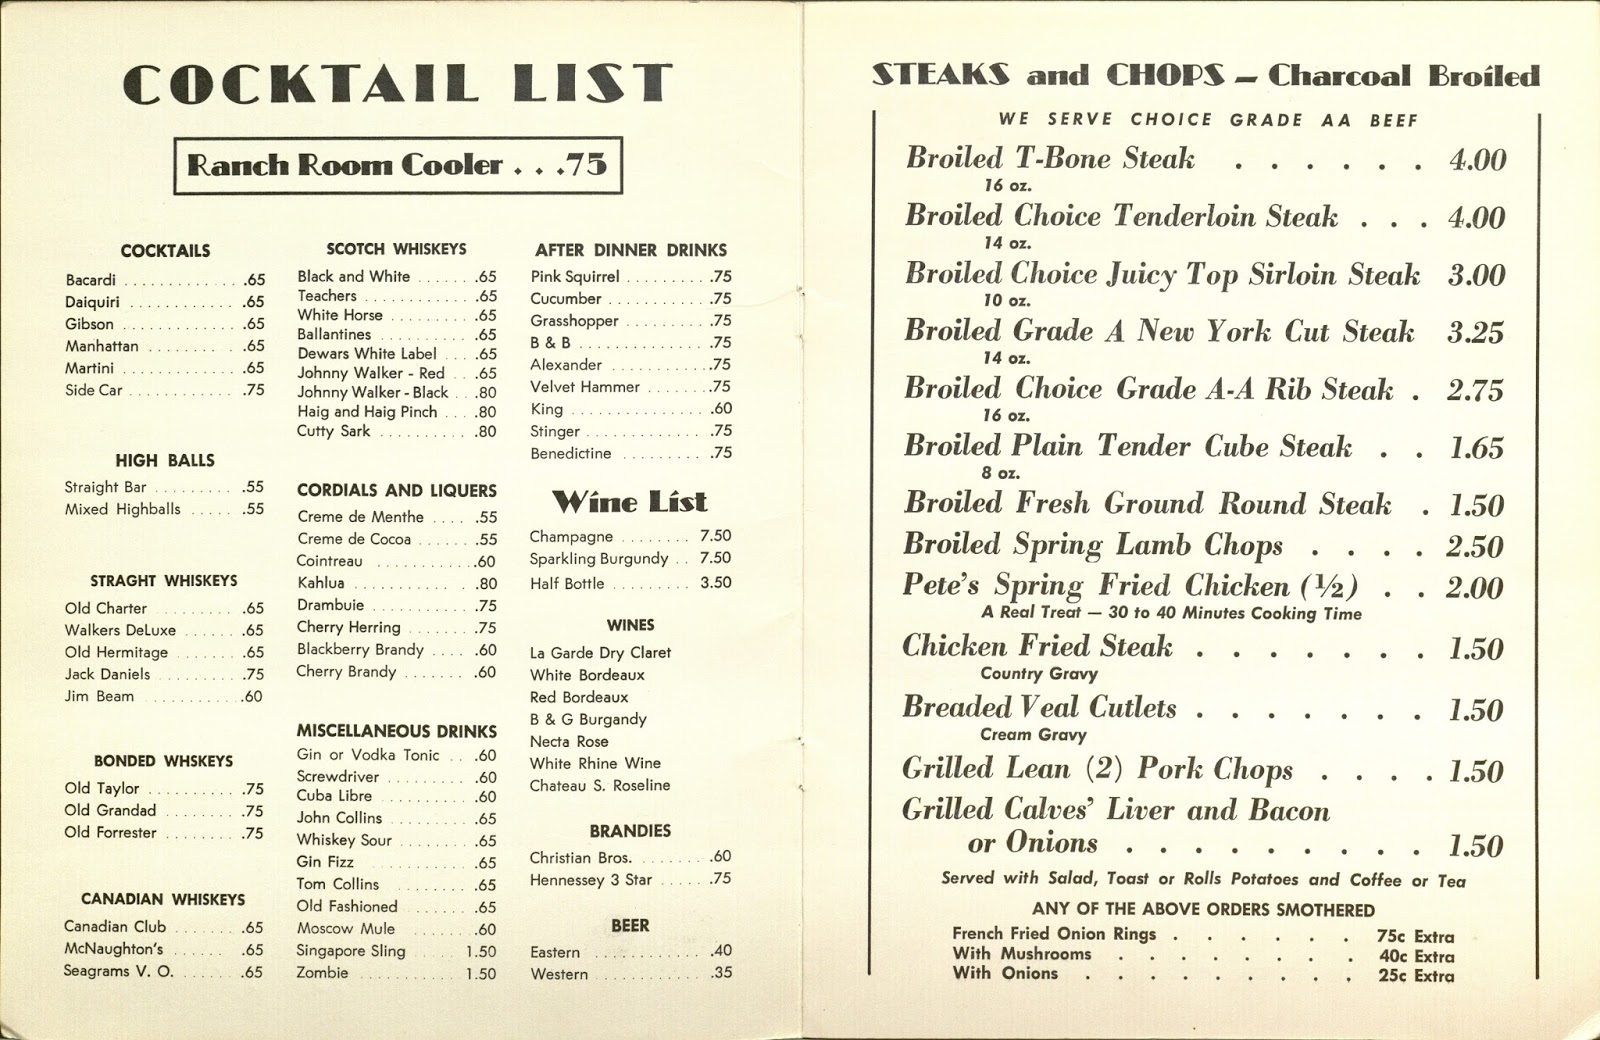 COCKTAIL LIST
Ranch Room Cooler . . .75
COCKTAILS
Bacardi . . . . . . . . . . . . .65
Daiquiri . . . . . . . . . . . . .65
Gibson . . . . . . . . . . . . .65
Manhattan . . . . . . . . . . .65
Martini . . . . . . . . . . . . .65
Side Car . . . . . . . . . . . .75
HIGH BALLS
Straight Bar . . . . . . . . . .55
Mixed Highballs . . . . . .55
STRAGHT WHISKEYS
Old Charter . . . . . . . . . .65
Walkers DeLuxe . . . . . . .65
Old Hermitage . . . . . . . .65
Jack Daniels . . . . . . . . . .75
Jim Beam . . . . . . . . . . . .60
BONDED WHSKEYS
Old Taylor . . . . . . . . . . .75
Old Grandad . . . . . . . . .75
Old Forrester . . . . . . . . .75
CANADIAN WHISKEYS
Canadian Club . . . . . . . .65
McNaughton's . . . . . . . .65
Seagrams V. O. . . . . . . .65
SCOTCH WHISKEYS
Black and White . . . . . . .65
Teachers . . . . . . . . . . . .65
White Horse . . . . . . . . . .65
Ballantines . . . . . . . . . . .65
Dewars White Label . . . .65
Johnny Walker - Red . . .65
Johnny Walker - Black . . .80
Haig and Haig Pinch . . . .80
Cutty Sark . . . . . . . . . . .80
CORDIALS AND LIQUERS
Creme de Menthe . . . . .55
Creme de Cocoa . . . . . .55
Cointreau . . . . . . . . . . .60
Kahlua . . . . . . . . . . . . .80
Drambuie . . . . . . . . . . .75
Cherry Herring . . . . . . . .75
Blackberry Brandy . . . . .60
Cherry Brandy . . . . . . . .60
MISCELLANEOUS DRINKS
Gin or Vodka Tonic . . .60
Screwdriver . . . . . . . . . .60
Cuba Libre . . . . . . . . . . .60
John Collins . . . . . . . . . .65
Whiskey Sour . . . . . . . . .65
Gin Fizz . . . . . . . . . . . .65
Tom Collins . . . . . . . . . .65
Old Fashioned . . . . . . . .65
Moscow Mule . . . . . . . .60
Singapore Sling . . . . . 1.50
Zombie . . . . . . . . . . . 1.50
AFTER DINNER DRINKS
Pink Squirrel . . . . . . . . .75
Cucumber . . . . . . . . . . .75
Grasshopper . . . . . . . . .75
B & B . . . . . . . . . . . . . .75
Alexander . . . . . . . . . . .75
Velvet Hammer . . . . . . .75
King . . . . . . . . . . . . . . .60
Stinger . . . . . . . . . . . . .75
Benedictine . . . . . . . . . .75
Wine List
Champagne . . . . . . . . 7.50
Sparkling Burgundy . . 7.50
Half Bottle . . . . . . . . . 3.50
WINES
La Garde Dry Claret
White Bordeaux
Red Bordeaux
B & G Burgandy
Necta Rose
White Rhine Wine
Chateau S. Roseline
BRANDIES
Christian Bros. . . . . . . . .60
Hennessey 3 Star . . . . . .75
BEER
Eastern . . . . . . . . . . . . .40
Western . . . . . . . . . . . . .35
STEAKS and CHOPS — Charcoal Broiled
WE SERVE CHOICE GRADE AA BEEF
Broiled T-Bone Steak . . . . . . 4.00
16 oz.
Broiled Choice Tenderloin Steak . . . 4.00
14 oz.
Broiled Choice Juicy Top Sirloin Steak 3.00
10 oz.
Broiled Grade A New York Cut Steak 3.25
14 oz.
Broiled Choice Grade A-A Rib Steak . 2.75
16 oz.
Broiled Plain Tender Cube Steak . . 1.65
8 oz.
Broiled Fresh Ground Round Steak . 1.50
Broiled Spring Lamb Chops . . . . 2.50
Pete's Spring Fried Chicken (½) . . 2.00
A Real Treat — 30 to 40 Minutes Cooking Time
Chicken Fried Steak . . . . . . . 1.50
Country Gravy
Breaded Veal Cutlets . . . . . . . 1.50
Cream Gravy
Grilled Lean (2) Pork Chops . . . . 1.50
Grilled Calves' Liver and Bacon
or Onions . . . . . . . . . 1.50
Served with Salad, Toast or Rolls Potatoes and Coffee or Tea
ANY OF THE ABOVE ORDERS SMOTHERED
French Fried Onion Rings . . . . . . 75c Extra
With Mushrooms . . . . . . . . 40c Extra
With Onions . . . . . . . . . 25c Extra